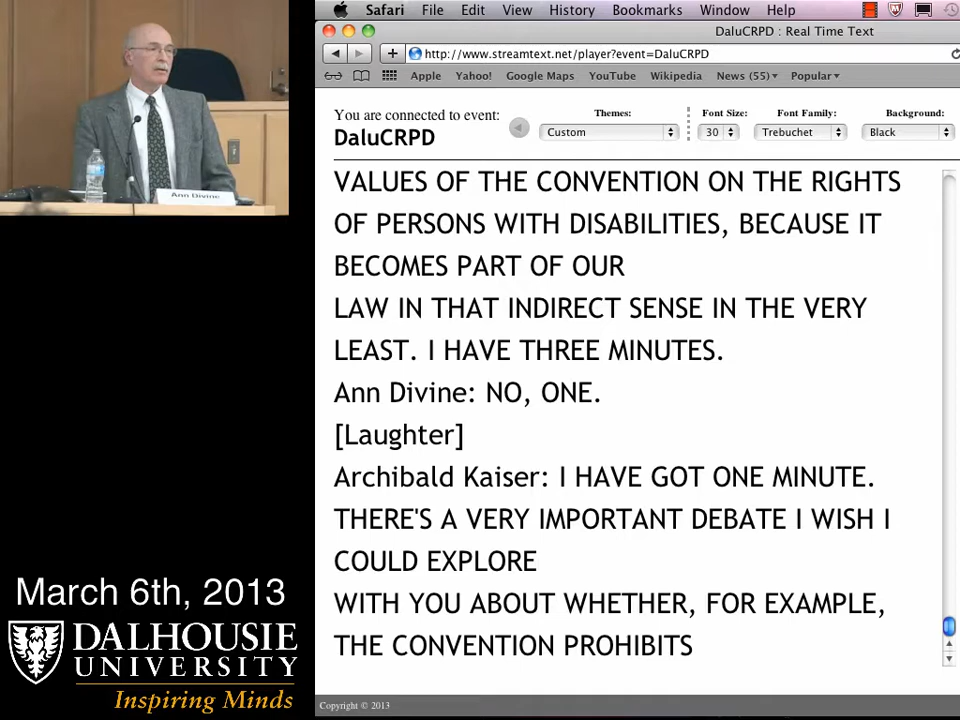 Safari File Edit View History Bookmarks Window Help
DaluCRPD : Real Time Text
http://www.streamtext.net/player?event=DaluCRPD
Apple Yahoo! Google Maps YouTube Wikipedia News (55) Popular
You are connected to event:
DaluCRPD
Themes:
Custom
Font Size:
30
Font Family:
Trebuchet
Background:
Black
VALUES OF THE CONVENTION ON THE RIGHTS
OF PERSONS WITH DISABILITIES, BECAUSE IT
BECOMES PART OF OUR
LAW IN THAT INDIRECT SENSE IN THE VERY
LEAST. I HAVE THREE MINUTES.
Ann Divine: NO, ONE.
[Laughter]
Archibald Kaiser: I HAVE GOT ONE MINUTE.
THERE'S A VERY IMPORTANT DEBATE I WISH I
COULD EXPLORE
WITH YOU ABOUT WHETHER, FOR EXAMPLE,
THE CONVENTION PROHIBITS
Copyright © 2013
Ann Divine
March 6th, 2013
DALHOUSIE
UNIVERSITY
Inspiring Minds